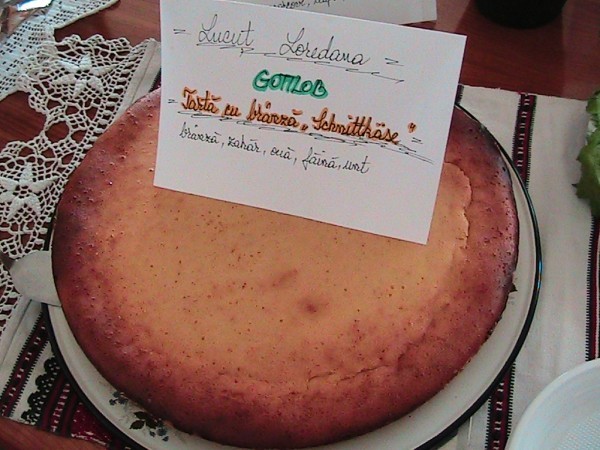 - Lucuț Loredana -
GOTTLOB
- Tartă cu brânză „Schnittkäse"
brânză, zahăr, ouă, făină, unt